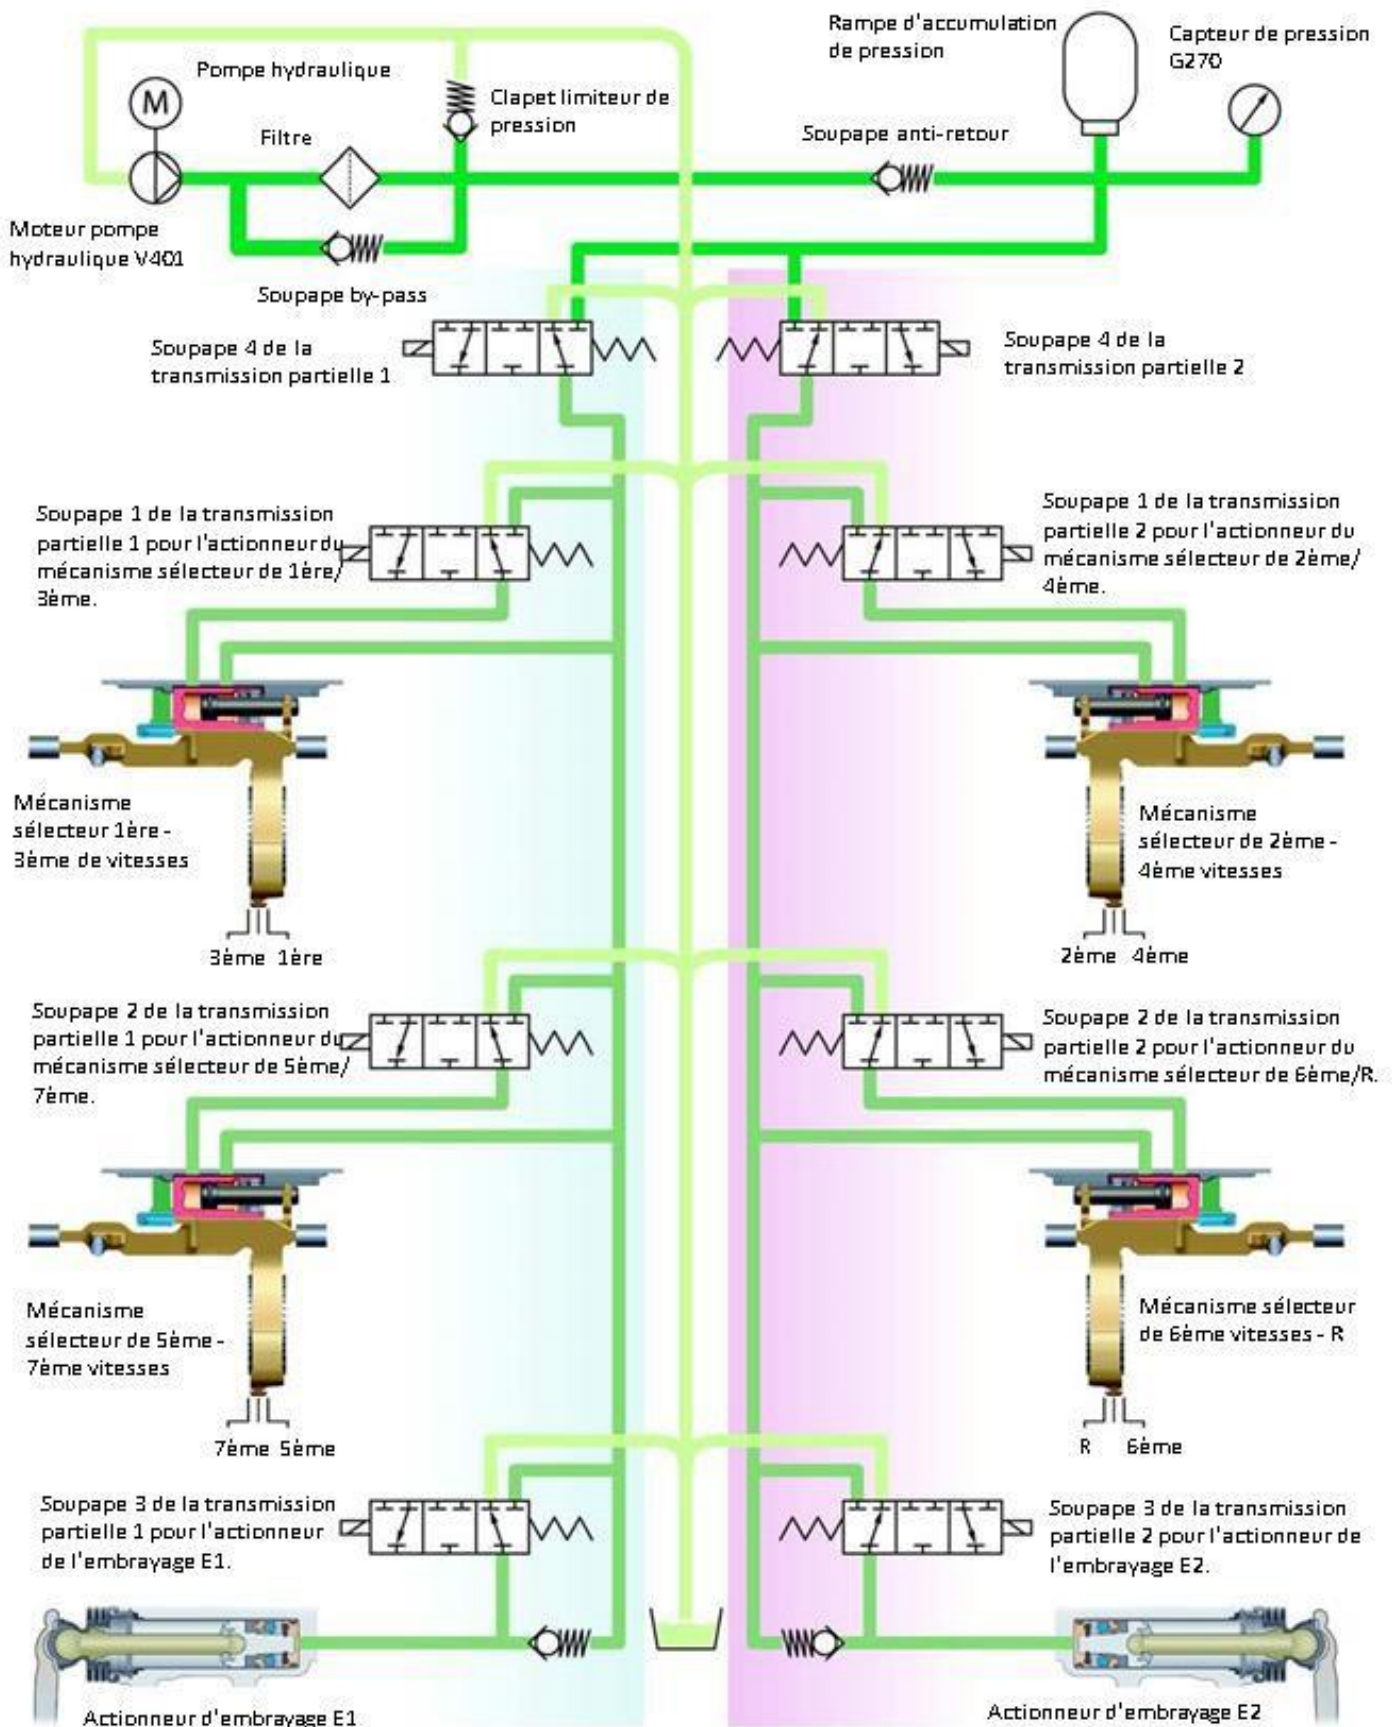 Rampe d'accumulation
de pression
Capteur de pression
G270
Pompe hydraulique
M
Clapet limiteur de
pression
Filtre
Soupape anti-retour
Moteur pompe
hydraulique V401
Soupape by-pass
Soupape 4 de la
transmission partielle 1
Soupape 4 de la
transmission partielle 2
Soupape 1 de la transmission
partielle 1 pour l'actionneur du
mécanisme sélecteur de 1ère/
3ème.
Soupape 1 de la transmission
partielle 2 pour l'actionneur du
mécanisme sélecteur de 2ème/
4ème.
Mécanisme
sélecteur 1ère -
3ème de vitesses
Mécanisme
sélecteur de 2ème -
4ème vitesses
3ème 1ère
2ème 4ème
Soupape 2 de la transmission
partielle 1 pour l'actionneur du
mécanisme sélecteur de 5ème/
7ème.
Soupape 2 de la transmission
partielle 2 pour l'actionneur du
mécanisme sélecteur de 6ème/R.
Mécanisme
sélecteur de 5ème -
7ème vitesses
Mécanisme sélecteur
de 6ème vitesses - R
7ème 5ème
R 6ème
Soupape 3 de la transmission
partielle 1 pour l'actionneur
de l'embrayage E1.
Soupape 3 de la transmission
partielle 2 pour l'actionneur de
l'embrayage E2.
Actionneur d'embrayage E1
Actionneur d'embrayage E2